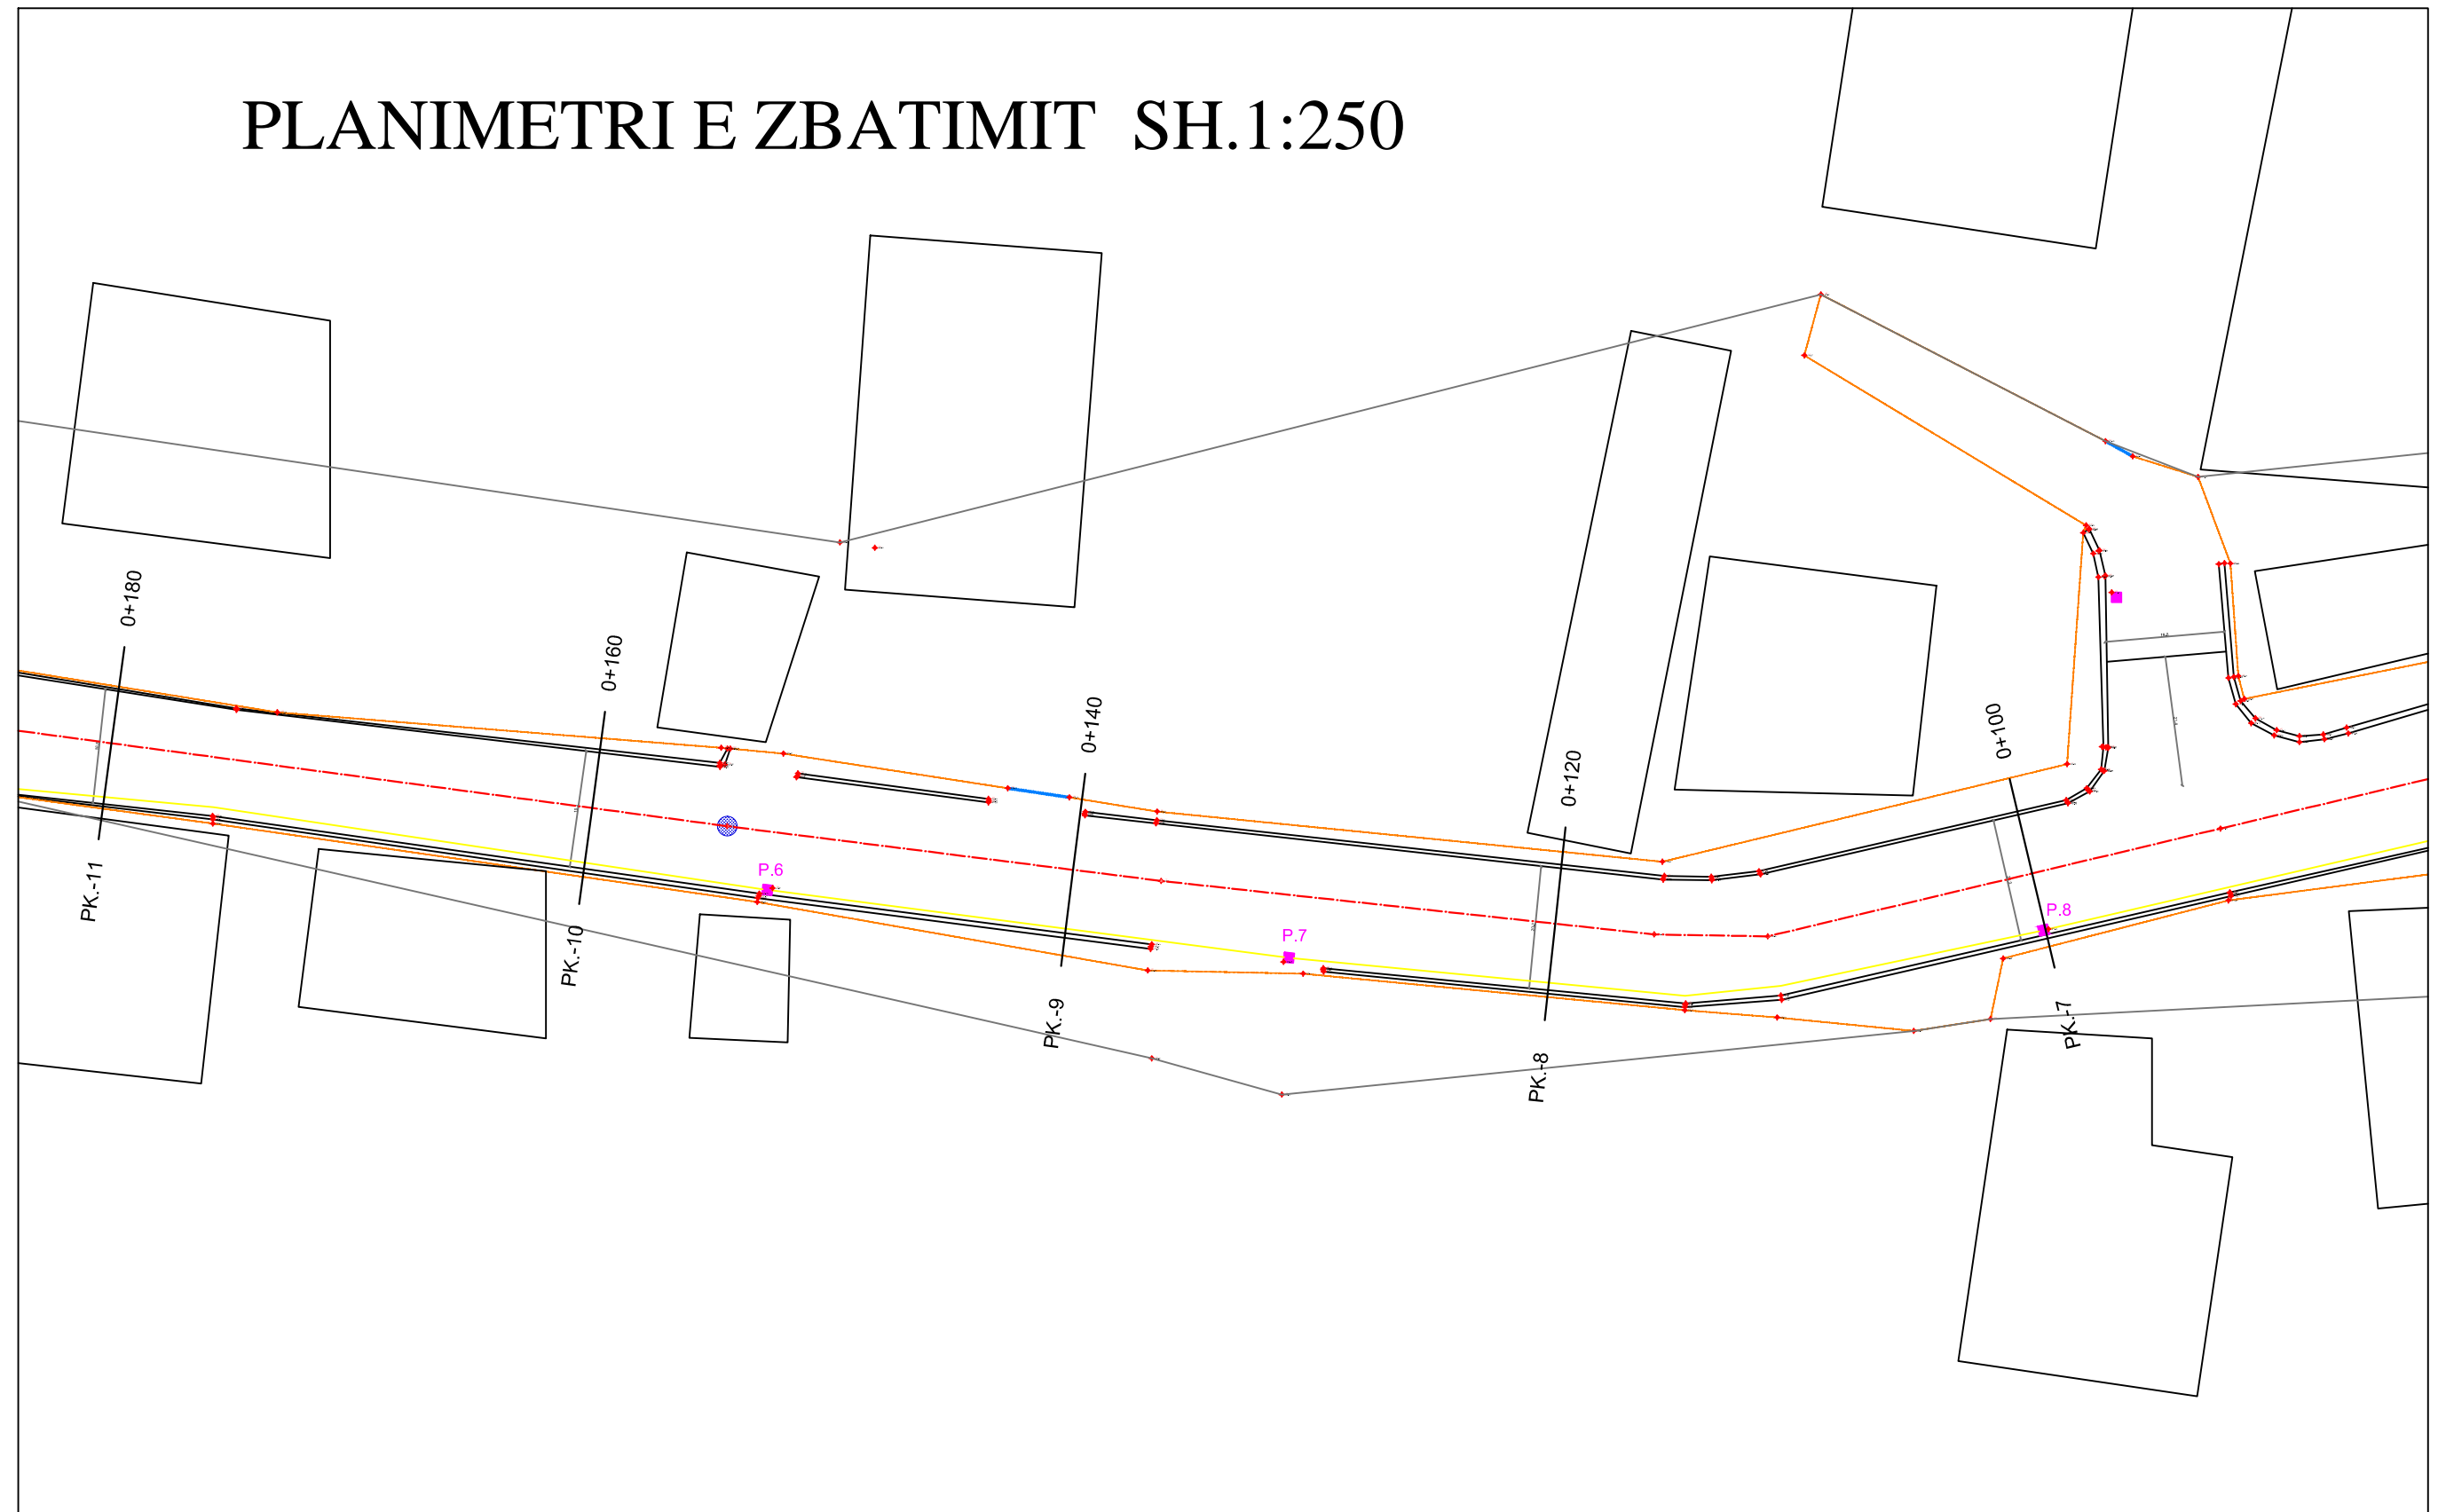 PLANIMETRI E ZBATIMIT SH.1:250
0+180
0+160
0+140
0+120
0+100
P.6
P.7
P.8
PK.-11
PK.-10
PK.-9
PK.-8
PK.-7